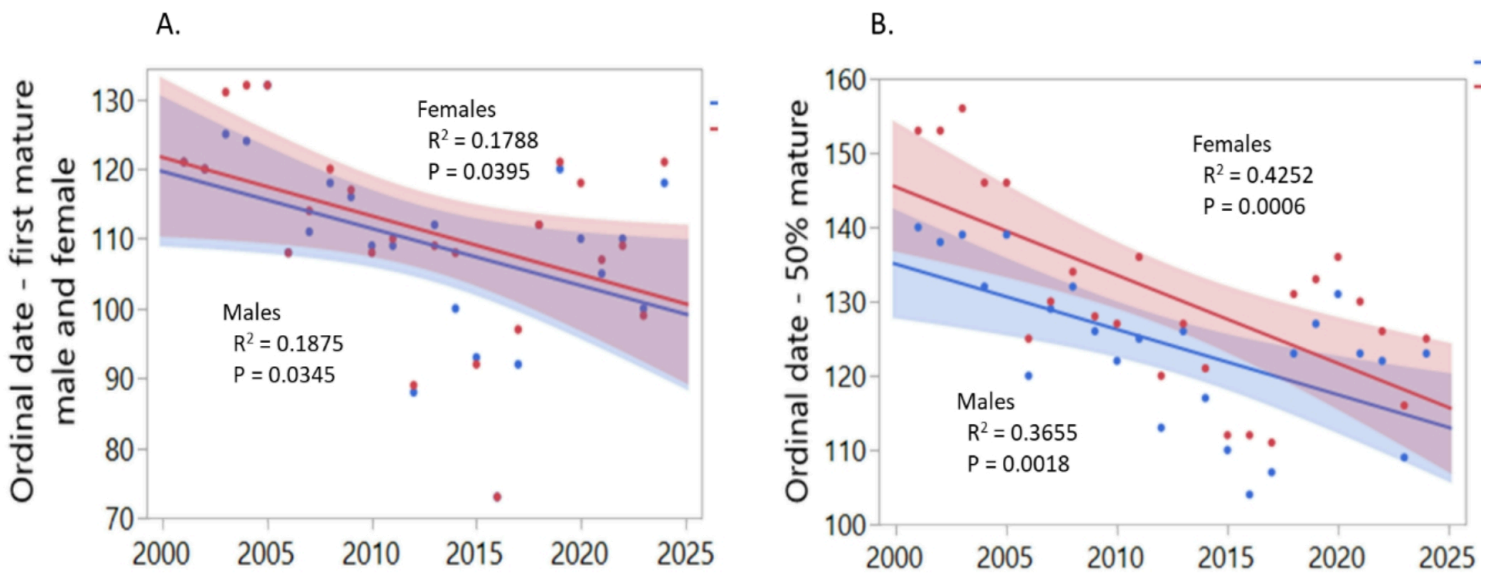 A.
Ordinal date – first mature
male and female
130
120
110
100
90
80
70
2000
2005
2010
2015
2020
2025
Females
R² = 0.1788
P = 0.0395
Males
R² = 0.1875
P = 0.0345
B.
Ordinal date - 50% mature
160
150
140
130
120
110
100
2000
2005
2010
2015
2020
2025
Females
R² = 0.4252
P = 0.0006
Males
R² = 0.3655
P = 0.0018